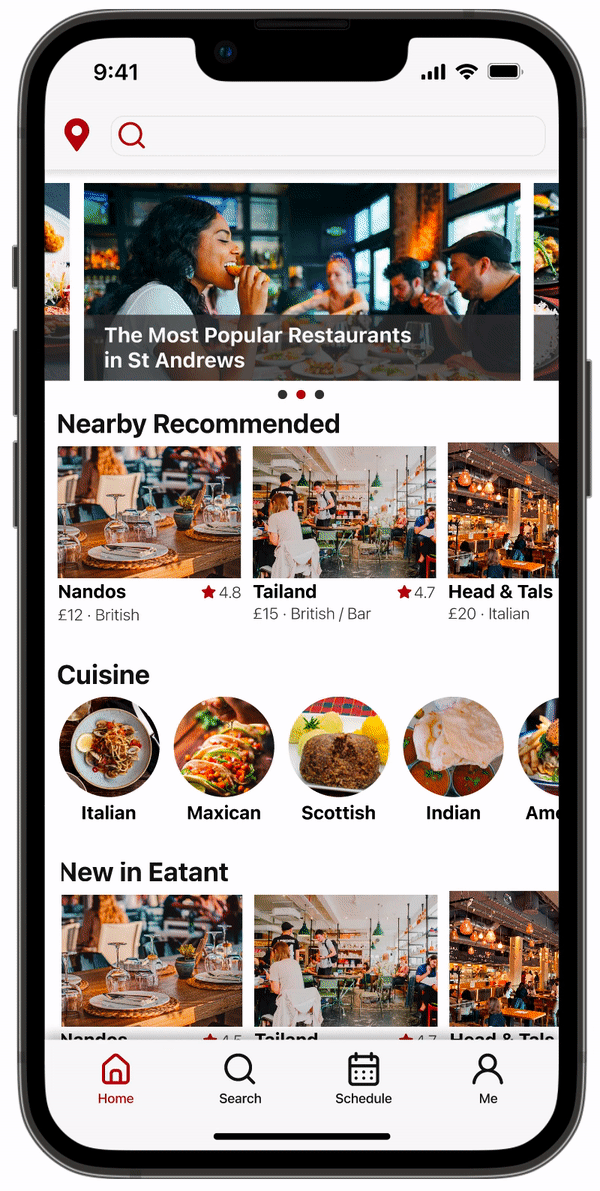 9:41
The Most Popular Restaurants
in St Andrews
Nearby Recommended
Nandos 4.8 Tailand 4.7 Head & Tals
£12 · British £15 · British / Bar £20 · Italian
Cuisine
Italian Maxican Scottish Indian Ame
New in Eatant
Nandos 4.5 Tailand 4.7 Head & Tals
Home Search Schedule Me